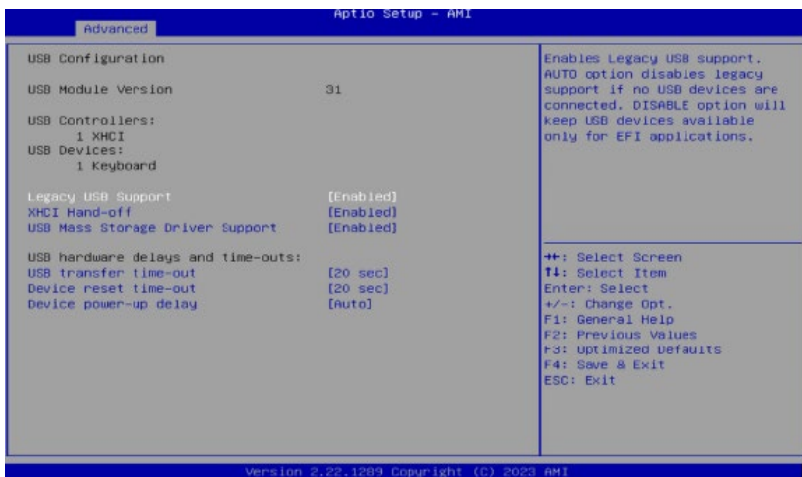 Aptio Setup - AMI
Advanced
USB Configuration
USB Module Version 31
USB Controllers:
1 XHCI
USB Devices:
1 Keyboard
Legacy USB Support [Enabled]
XHCI Hand-off [Enabled]
USB Mass Storage Driver Support [Enabled]
USB hardware delays and time-outs:
USB transfer time-out [20 sec]
Device reset time-out [20 sec]
Device power-up delay [Auto]
Enables Legacy USB support.
AUTO option disables legacy
support if no USB devices are
connected. DISABLE option will
keep USB devices available
only for EFI applications.
→←: Select Screen
↑↓: Select Item
Enter: Select
+/-: Change Opt.
F1: General Help
F2: Previous Values
F3: Optimized Defaults
F4: Save & Exit
ESC: Exit
Version 2.22.1289 Copyright (C) 2023 AMI